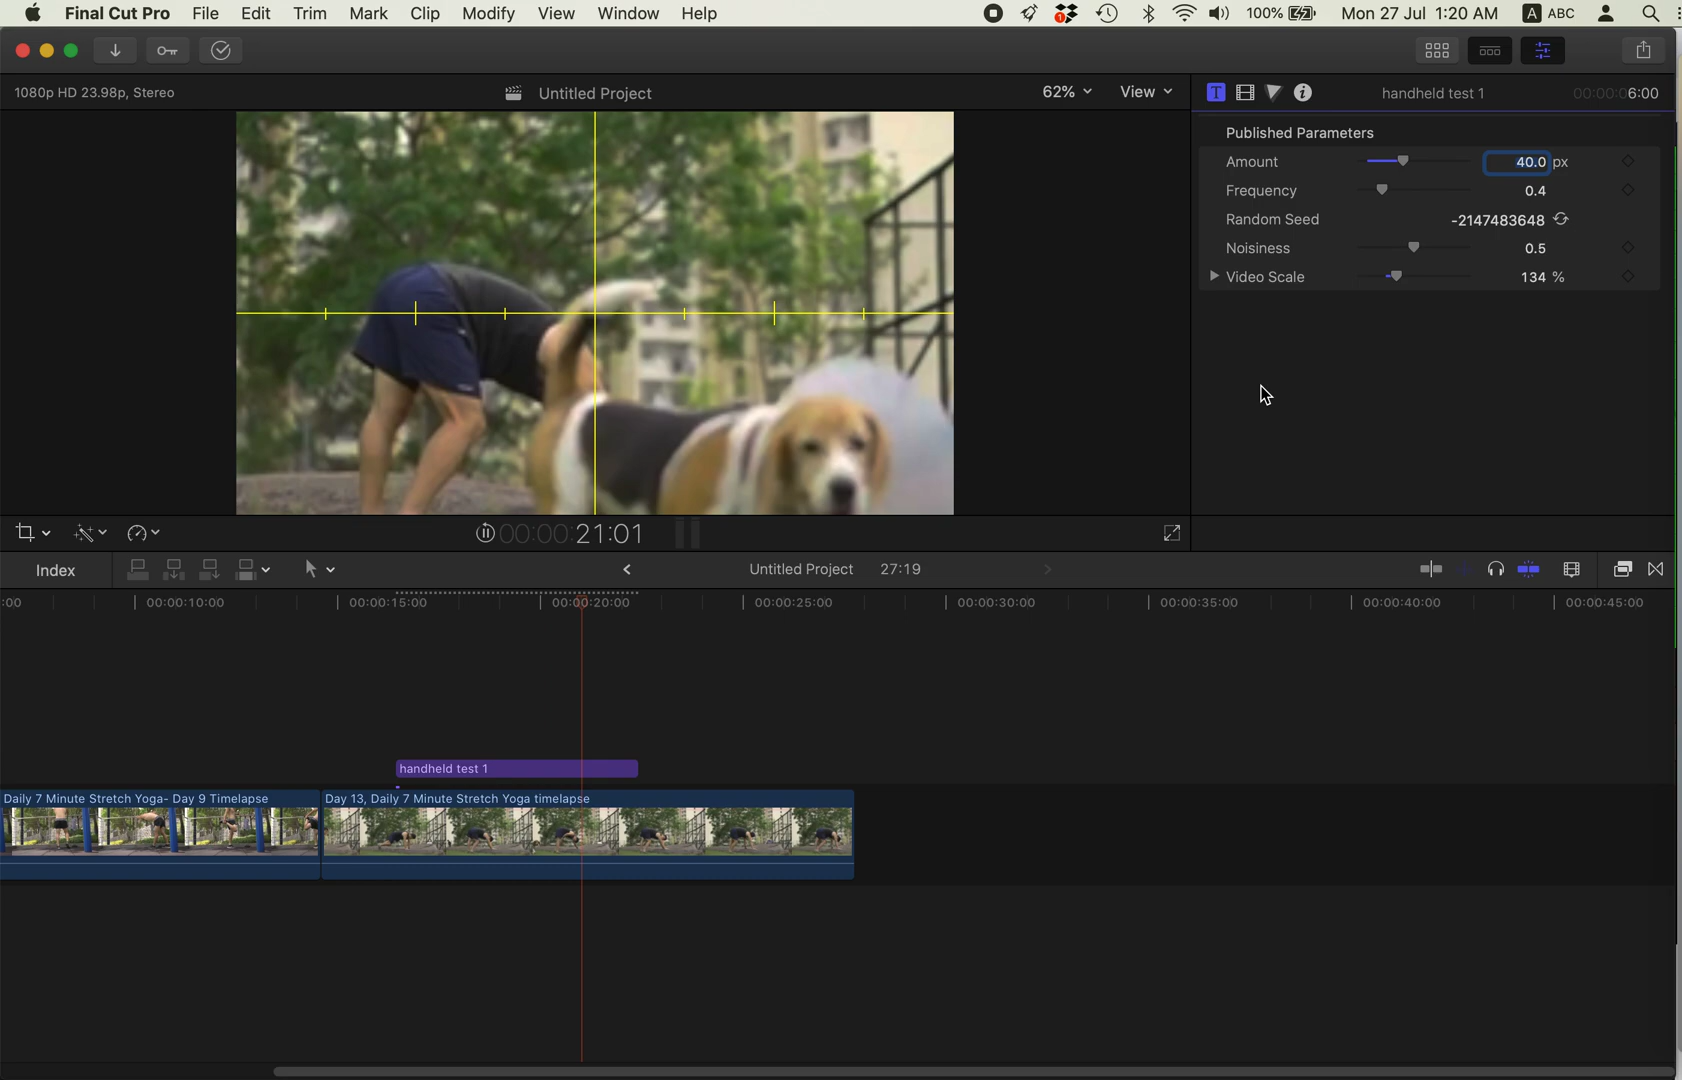 Final Cut Pro File Edit Trim Mark Clip Modify View Window Help 1 100% Mon 27 Jul 1:20 AM A ABC
1080p HD 23.98p, Stereo Untitled Project 62% View T i handheld test 1 00:00:06:00
Published Parameters
Amount 40.0 px
Frequency 0.4
Random Seed -2147483648
Noisiness 0.5
Video Scale 134 %
00:00:00:21:01
Index Untitled Project 27:19
:00 00:00:10:00 00:00:15:00 00:00:20:00 00:00:25:00 00:00:30:00 00:00:35:00 00:00:40:00 00:00:45:00
handheld test 1
Daily 7 Minute Stretch Yoga- Day 9 Timelapse Day 13, Daily 7 Minute Stretch Yoga timelapse